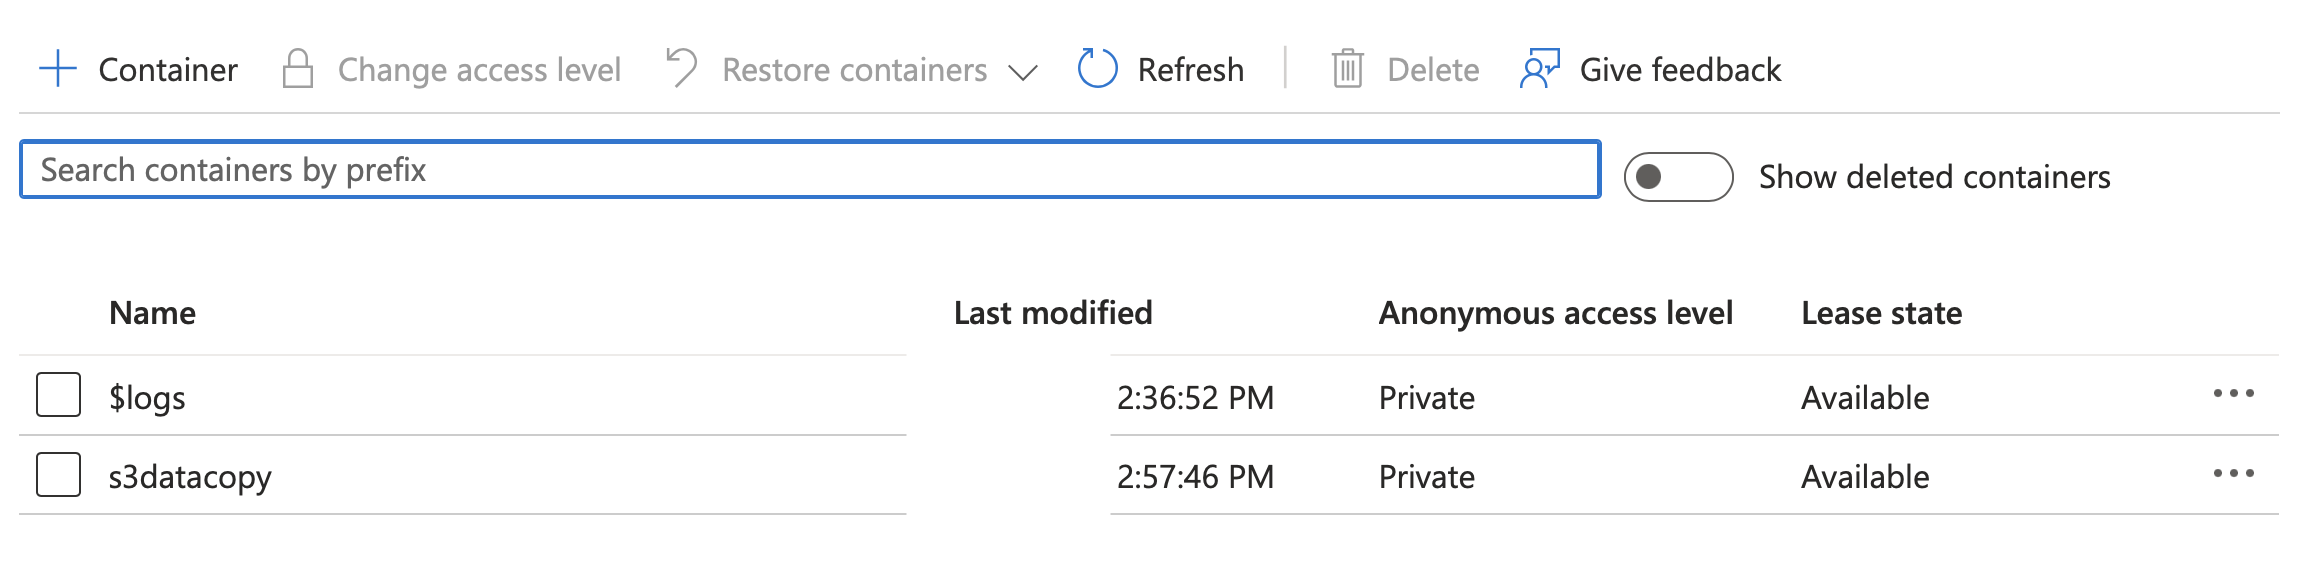 Container Change access level Restore containers Refresh Delete Give feedback
Search containers by prefix Show deleted containers
Name Last modified Anonymous access level Lease state
$logs 2:36:52 PM Private Available
s3datacopy 2:57:46 PM Private Available